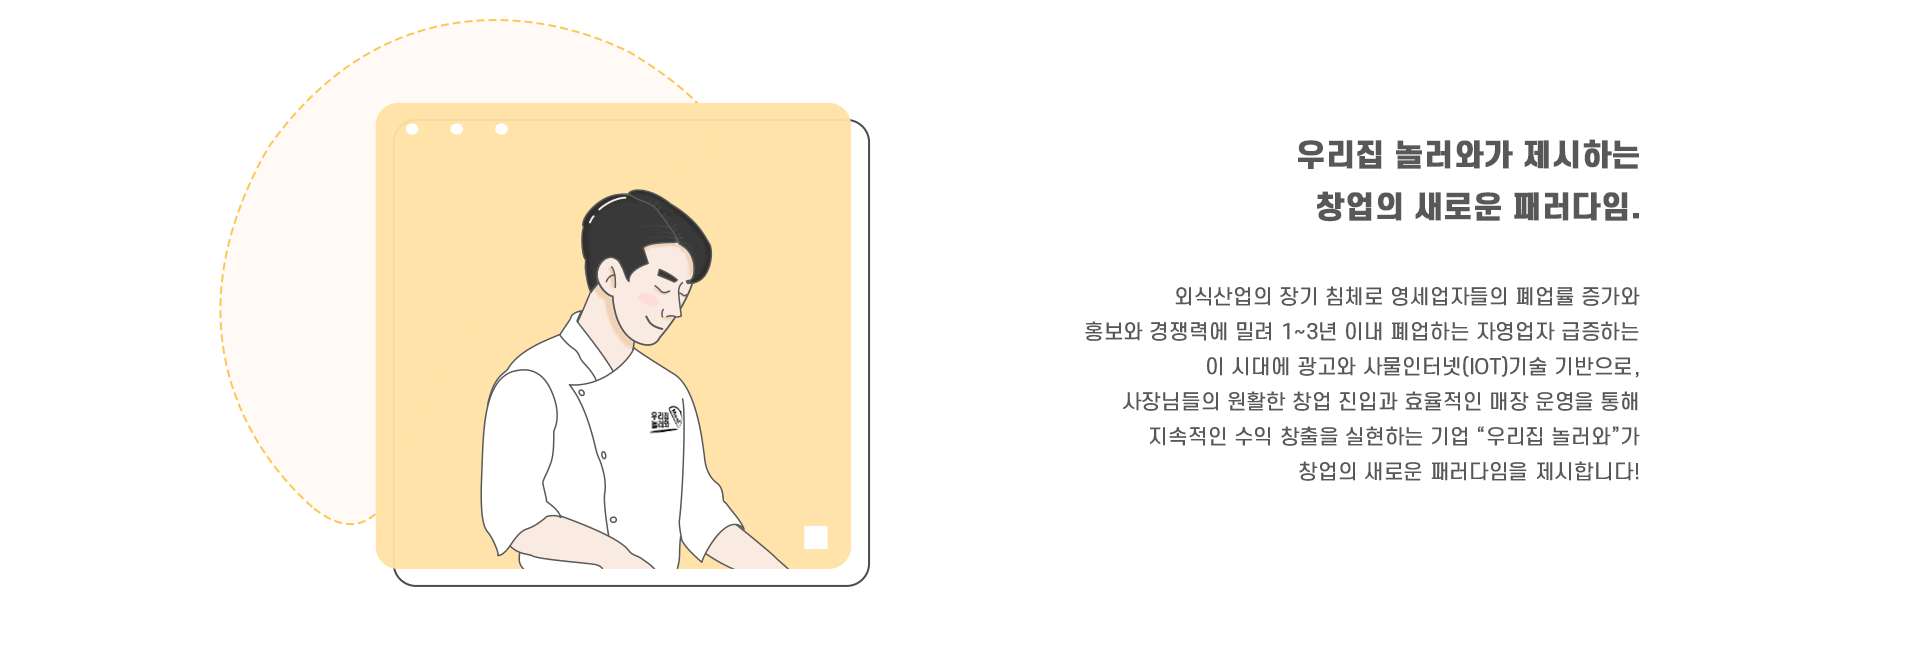 우리집 놀러와가 제시하는
창업의 새로운 패러다임.
외식산업의 장기 침체로 영세업자들의 폐업률 증가와
홍보와 경쟁력에 밀려 1~3년 이내 폐업하는 자영업자 급증하는
이 시대에 광고와 사물인터넷(IOT)기술 기반으로,
사장님들의 원활한 창업 진입과 효율적인 매장 운영을 통해
지속적인 수익 창출을 실현하는 기업 “우리집 놀러와”가
창업의 새로운 패러다임을 제시합니다!
우리집
놀러와